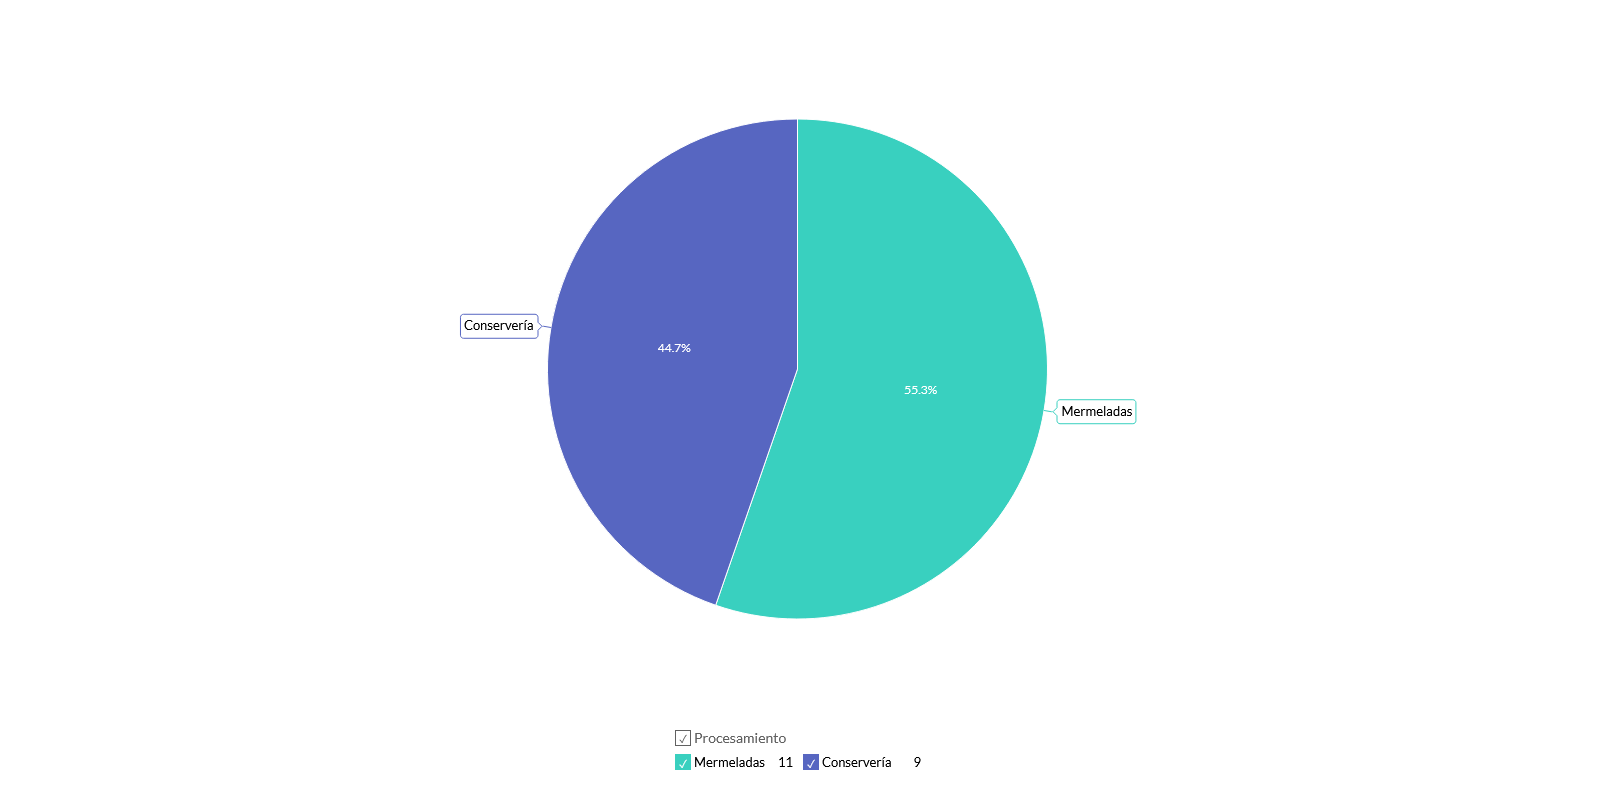 Conservería
44.7%
55.3%
Mermeladas
Procesamiento
Mermeladas 11 Conservería 9